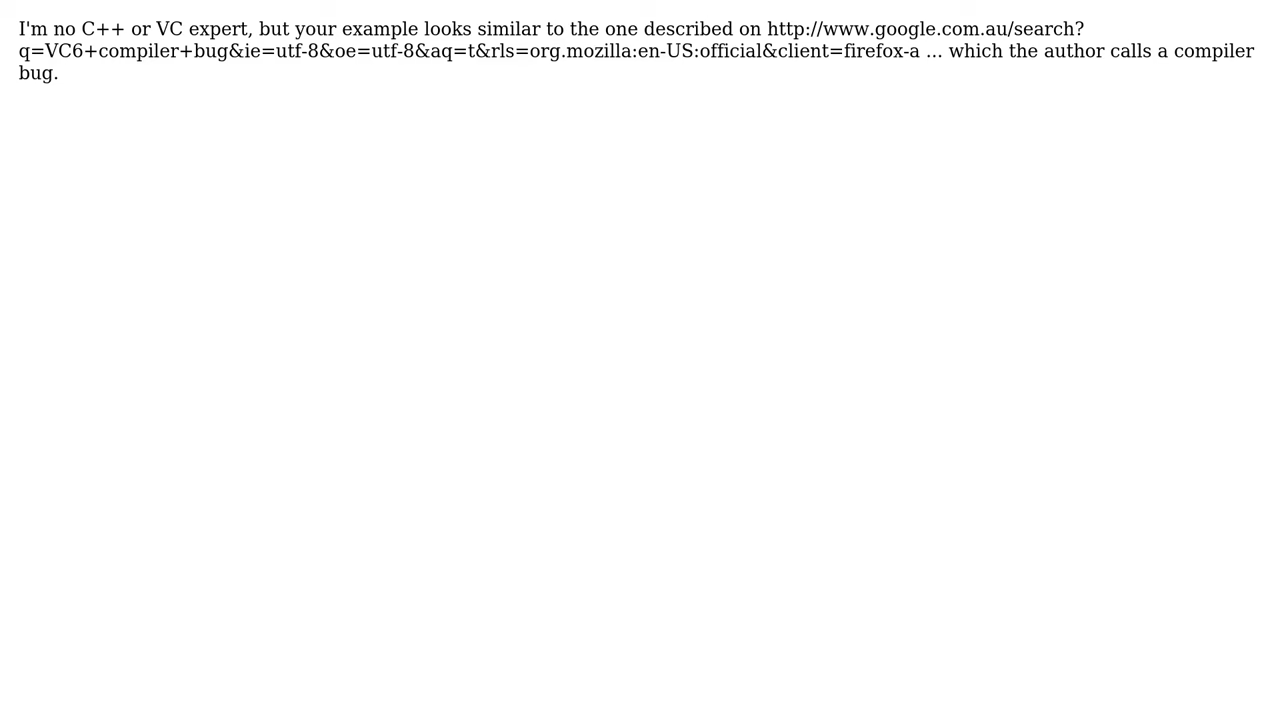 I'm no C++ or VC expert, but your example looks similar to the one described on http://www.google.com.au/search?
q=VC6+compiler+bug&ie=utf-8&oe=utf-8&aq=t&rls=org.mozilla:en-US:official&client=firefox-a ... which the author calls a compiler
bug.